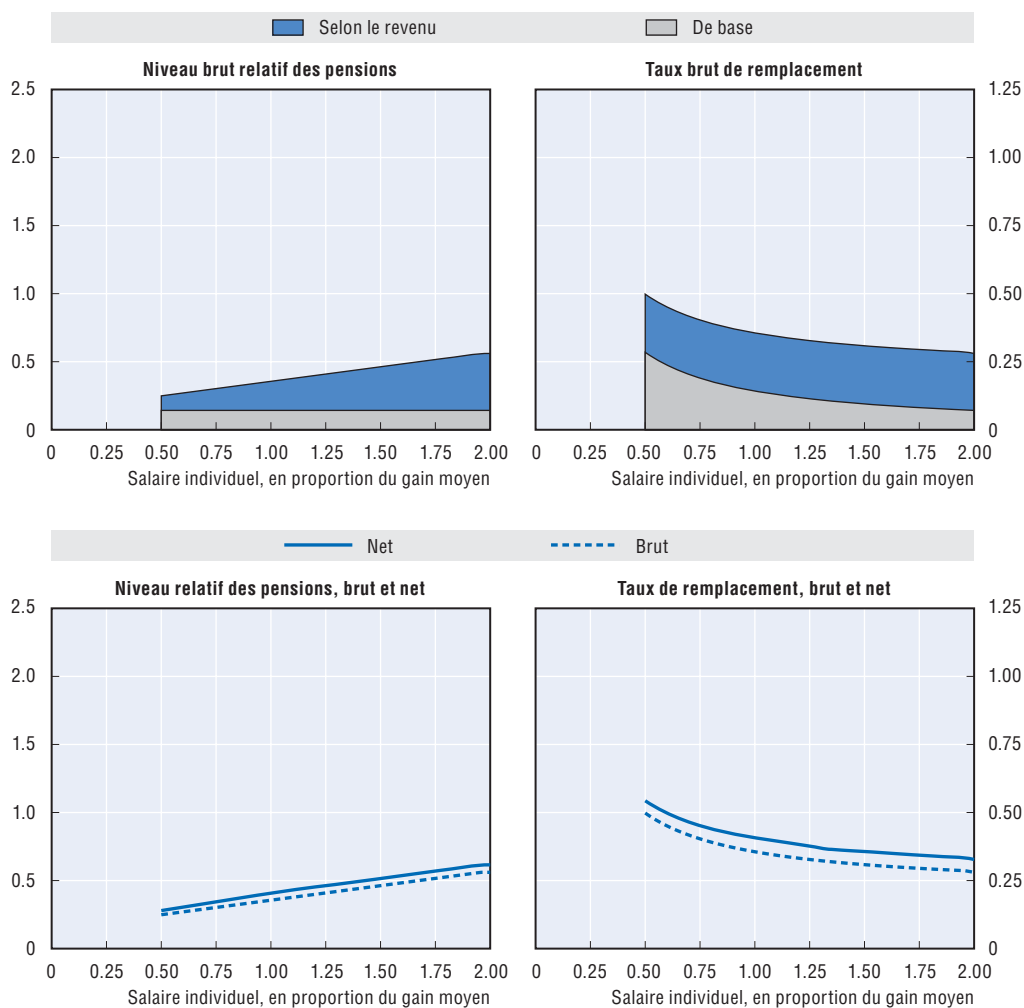 Selon le revenu De base
Niveau brut relatif des pensions
2.5
2.0
1.5
1.0
0.5
0
0 0.25 0.50 0.75 1.00 1.25 1.50 1.75 2.00
Salaire individuel, en proportion du gain moyen
Taux brut de remplacement
1.25
1.00
0.75
0.50
0.25
0
0 0.25 0.50 0.75 1.00 1.25 1.50 1.75 2.00
Salaire individuel, en proportion du gain moyen
Net Brut
Niveau relatif des pensions, brut et net
2.5
2.0
1.5
1.0
0.5
0
0 0.25 0.50 0.75 1.00 1.25 1.50 1.75 2.00
Salaire individuel, en proportion du gain moyen
Taux de remplacement, brut et net
1.25
1.00
0.75
0.50
0.25
0
0 0.25 0.50 0.75 1.00 1.25 1.50 1.75 2.00
Salaire individuel, en proportion du gain moyen